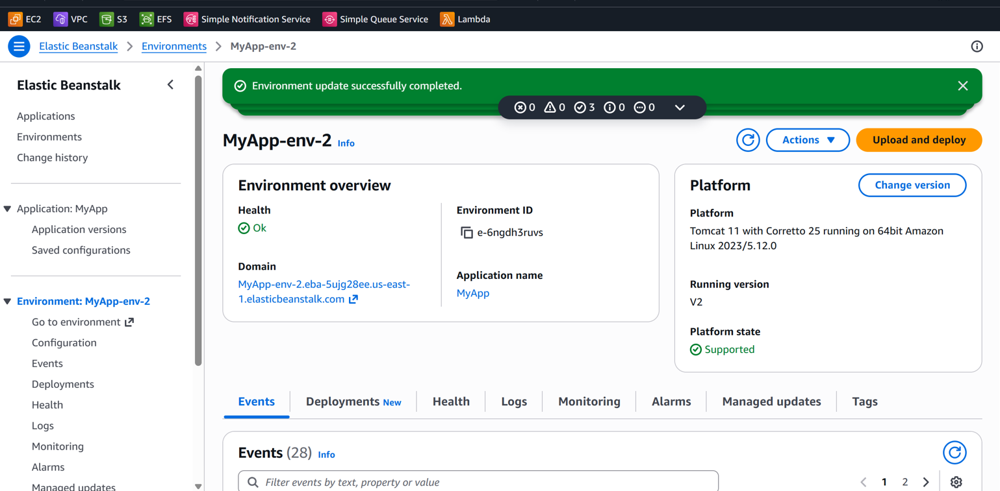 EC2 VPC S3 EFS Simple Notification Service Simple Queue Service Lambda
Elastic Beanstalk > Environments > MyApp-env-2
Elastic Beanstalk
Applications
Environments
Change history
Application: MyApp
Application versions
Saved configurations
Environment: MyApp-env-2
Go to environment
Configuration
Events
Deployments
Health
Logs
Monitoring
Alarms
Managed updates
Environment update successfully completed.
0 0 3 0 0
MyApp-env-2 Info
Actions
Upload and deploy
Environment overview
Health
Ok
Domain
MyApp-env-2.eba-5ujg28ee.us-east-
1.elasticbeanstalk.com
Environment ID
e-6ngdh3ruvs
Application name
MyApp
Platform
Change version
Platform
Tomcat 11 with Corretto 25 running on 64bit Amazon
Linux 2023/5.12.0
Running version
V2
Platform state
Supported
Events Deployments New Health Logs Monitoring Alarms Managed updates Tags
Events (28) Info
Filter events by text, property or value
1 2